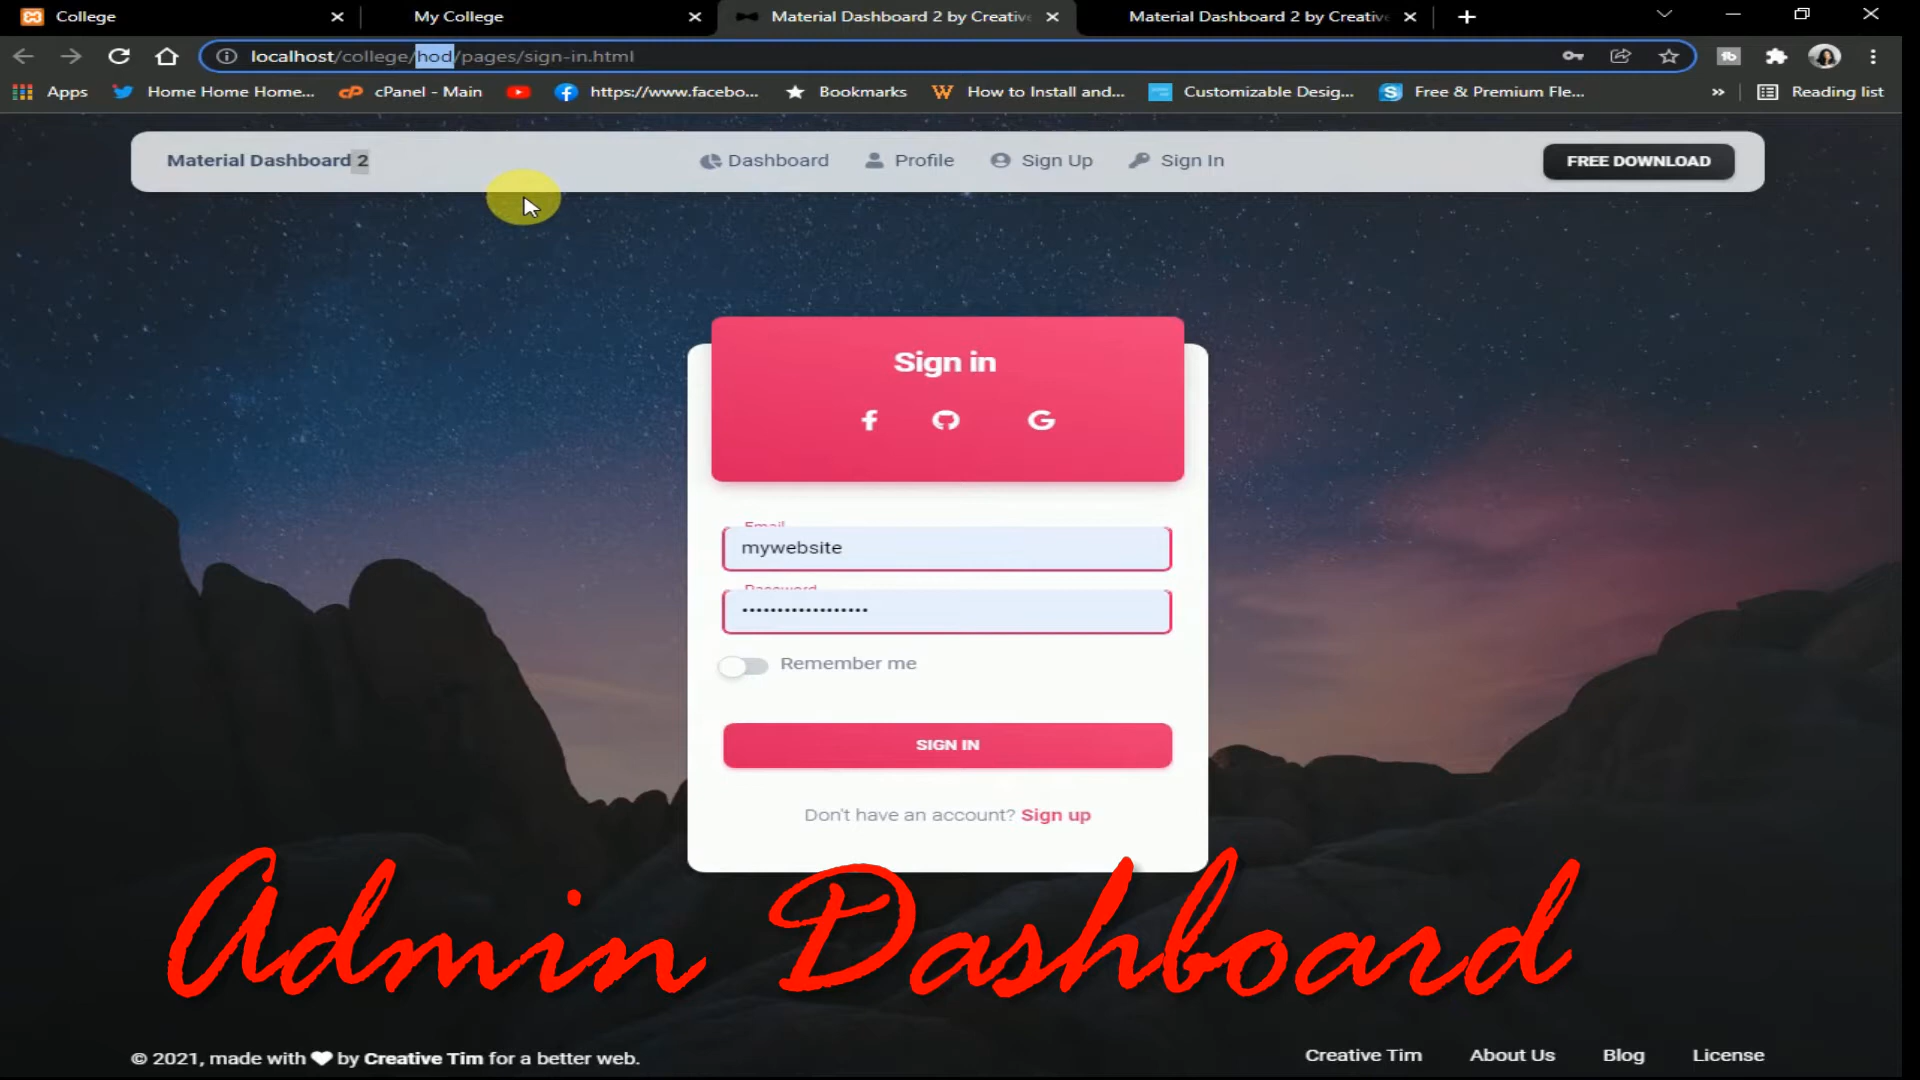 College
My College
Material Dashboard 2 by Creative
Material Dashboard 2 by Creative
localhost/college/hod/pages/sign-in.html
Apps
Home Home Home...
cPanel - Main
https://www.facebo...
Bookmarks
How to Install and...
Customizable Desig...
Free & Premium Fle...
»
Reading list
Material Dashboard 2
Dashboard
Profile
Sign Up
Sign In
FREE DOWNLOAD
Sign in
Email
mywebsite
Password
••••••••••••••••••
Remember me
SIGN IN
Don't have an account? Sign up
Admin Dashboard
© 2021, made with ♥ by Creative Tim for a better web.
Creative Tim
About Us
Blog
License